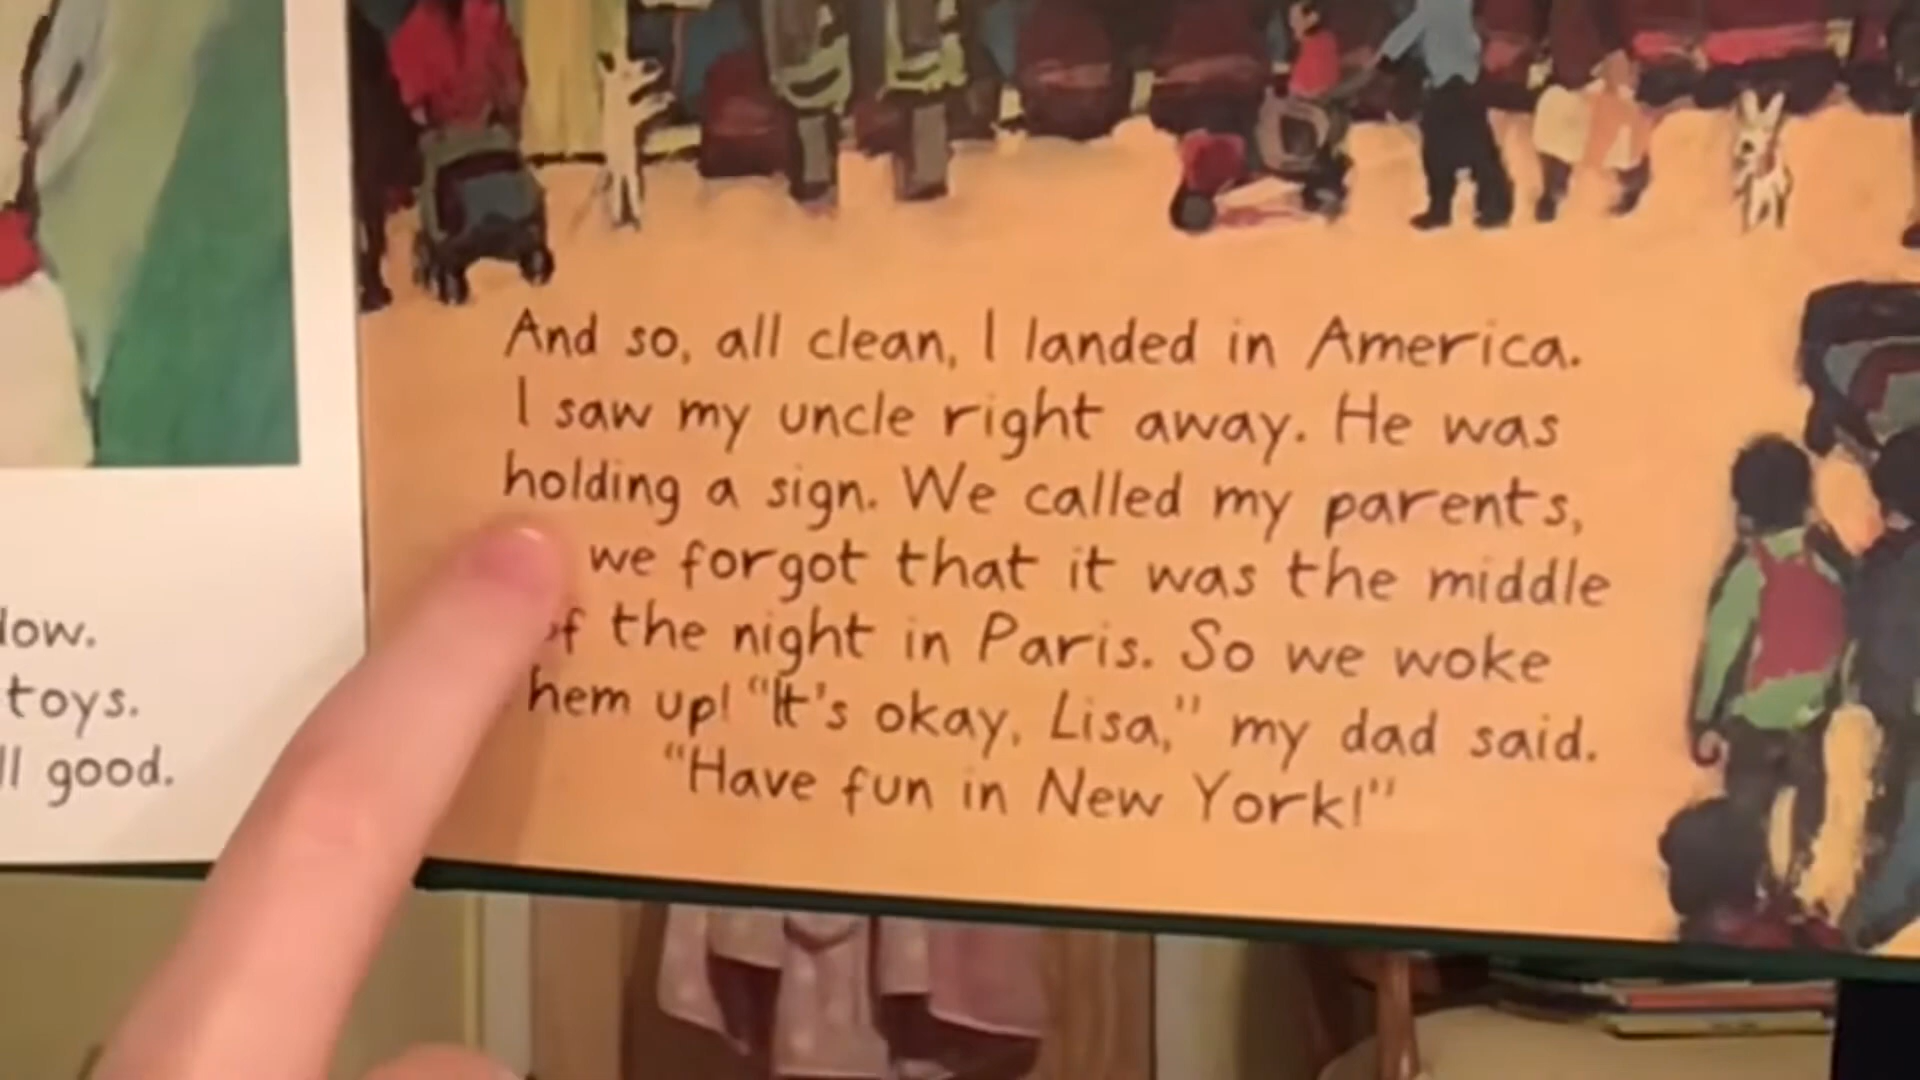 low.
toys.
ll good.
And so, all clean, I landed in America.
I saw my uncle right away. He was
holding a sign. We called my parents,
we forgot that it was the middle
of the night in Paris. So we woke
hem up! "It's okay, Lisa," my dad said.
"Have fun in New York!"